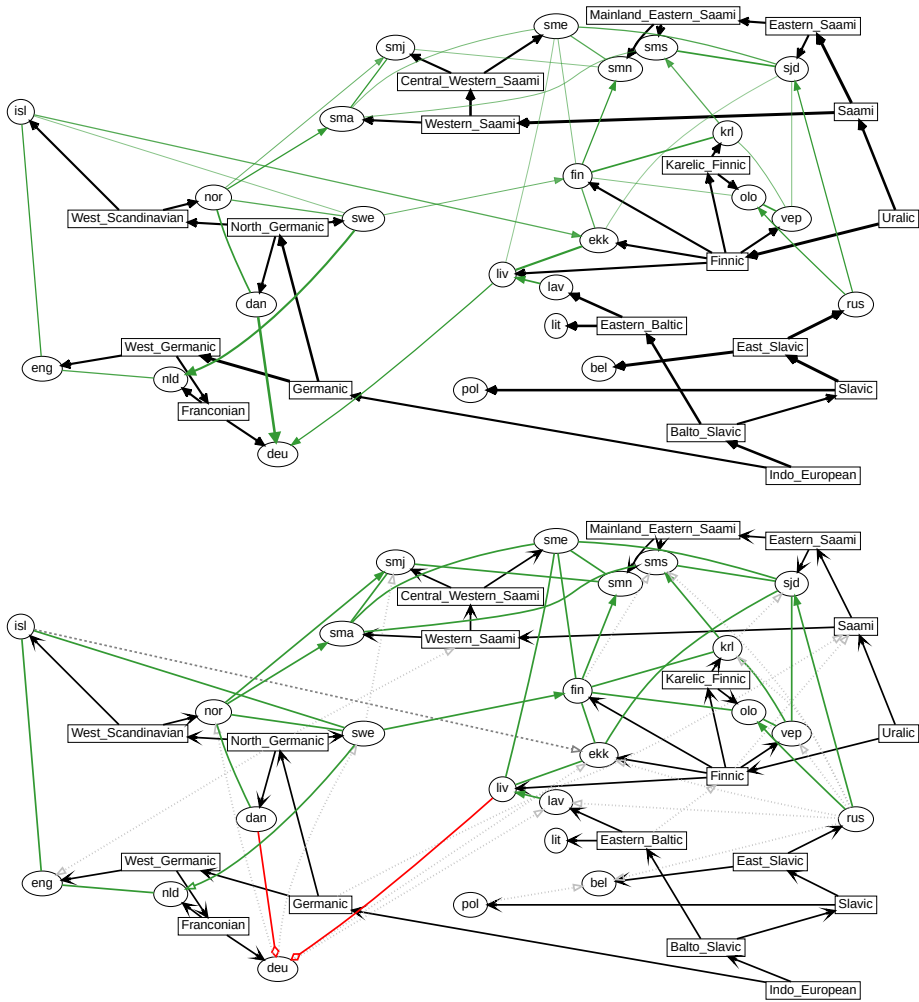 Mainland_Eastern_Saami
sme
Eastern_Saami
smj
sms
smn
sjd
Central_Western_Saami
isl
sma
Western_Saami
Saami
krl
Karelic_Finnic
fin
nor
olo
West_Scandinavian
North_Germanic
swe
vep
Uralic
ekk
Finnic
liv
lav
dan
rus
lit
Eastern_Baltic
West_Germanic
East_Slavic
eng
nld
bel
Germanic
pol
Slavic
Franconian
Balto_Slavic
deu
Indo_European
Mainland_Eastern_Saami
sme
Eastern_Saami
smj
sms
smn
sjd
Central_Western_Saami
isl
sma
Western_Saami
Saami
krl
Karelic_Finnic
fin
nor
olo
West_Scandinavian
North_Germanic
swe
vep
Uralic
ekk
Finnic
liv
lav
dan
rus
lit
Eastern_Baltic
West_Germanic
East_Slavic
eng
nld
bel
Germanic
pol
Slavic
Franconian
Balto_Slavic
deu
Indo_European